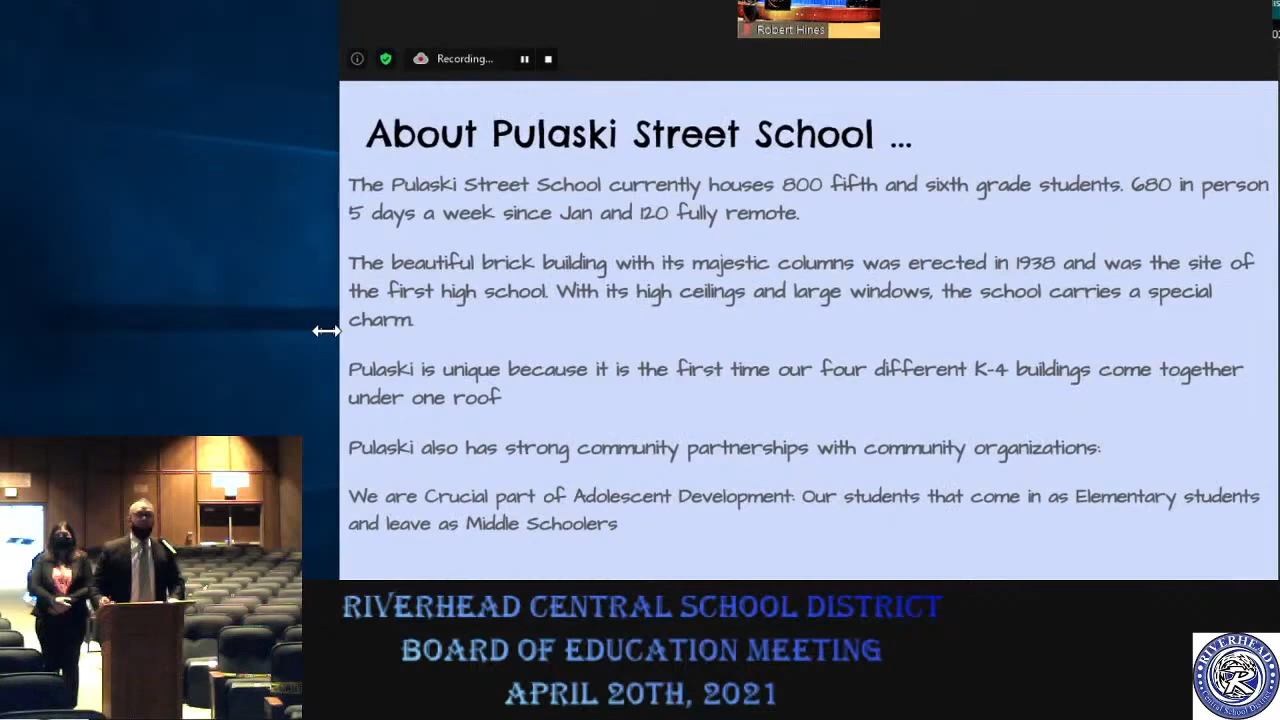 Robert Hines
Recording...
About Pulaski Street School ...
The Pulaski Street School currently houses 800 fifth and sixth grade students. 680 in person
5 days a week since Jan and 120 fully remote.
The beautiful brick building with its majestic columns was erected in 1938 and was the site of
the first high school. With its high ceilings and large windows, the school carries a special
charm.
Pulaski is unique because it is the first time our four different K-4 buildings come together
under one roof
Pulaski also has strong community partnerships with community organizations:
We are Crucial part of Adolescent Development: Our students that come in as Elementary students
and leave as Middle Schoolers
RIVERHEAD CENTRAL SCHOOL DISTRICT
BOARD OF EDUCATION MEETING
APRIL 20TH, 2021
RIVERHEAD
R
Central School District